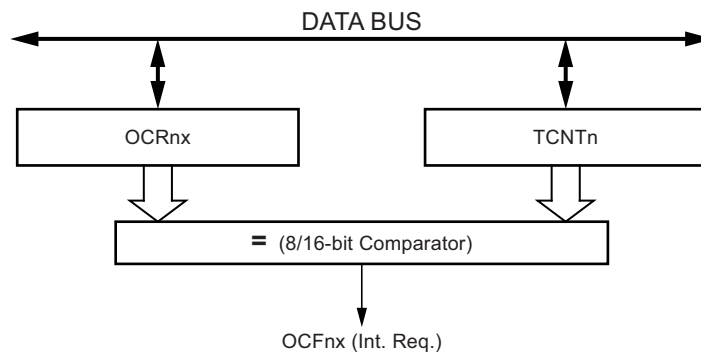 DATA BUS
OCRnx
TCNTn
= (8/16-bit Comparator)
OCFnx (Int. Req.)